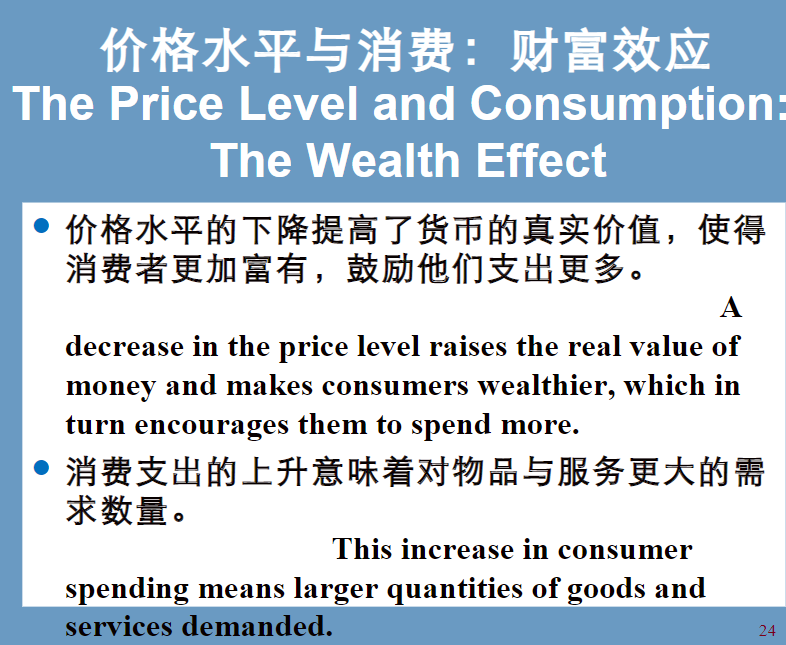 价格水平与消费：财富效应
The Price Level and Consumption:
The Wealth Effect
价格水平的下降提高了货币的真实价值，使得
消费者更加富有，鼓励他们支出更多。
A
decrease in the price level raises the real value of
money and makes consumers wealthier, which in
turn encourages them to spend more.
消费支出的上升意味着对物品与服务更大的需
求数量。
This increase in consumer
spending means larger quantities of goods and
services demanded.
24